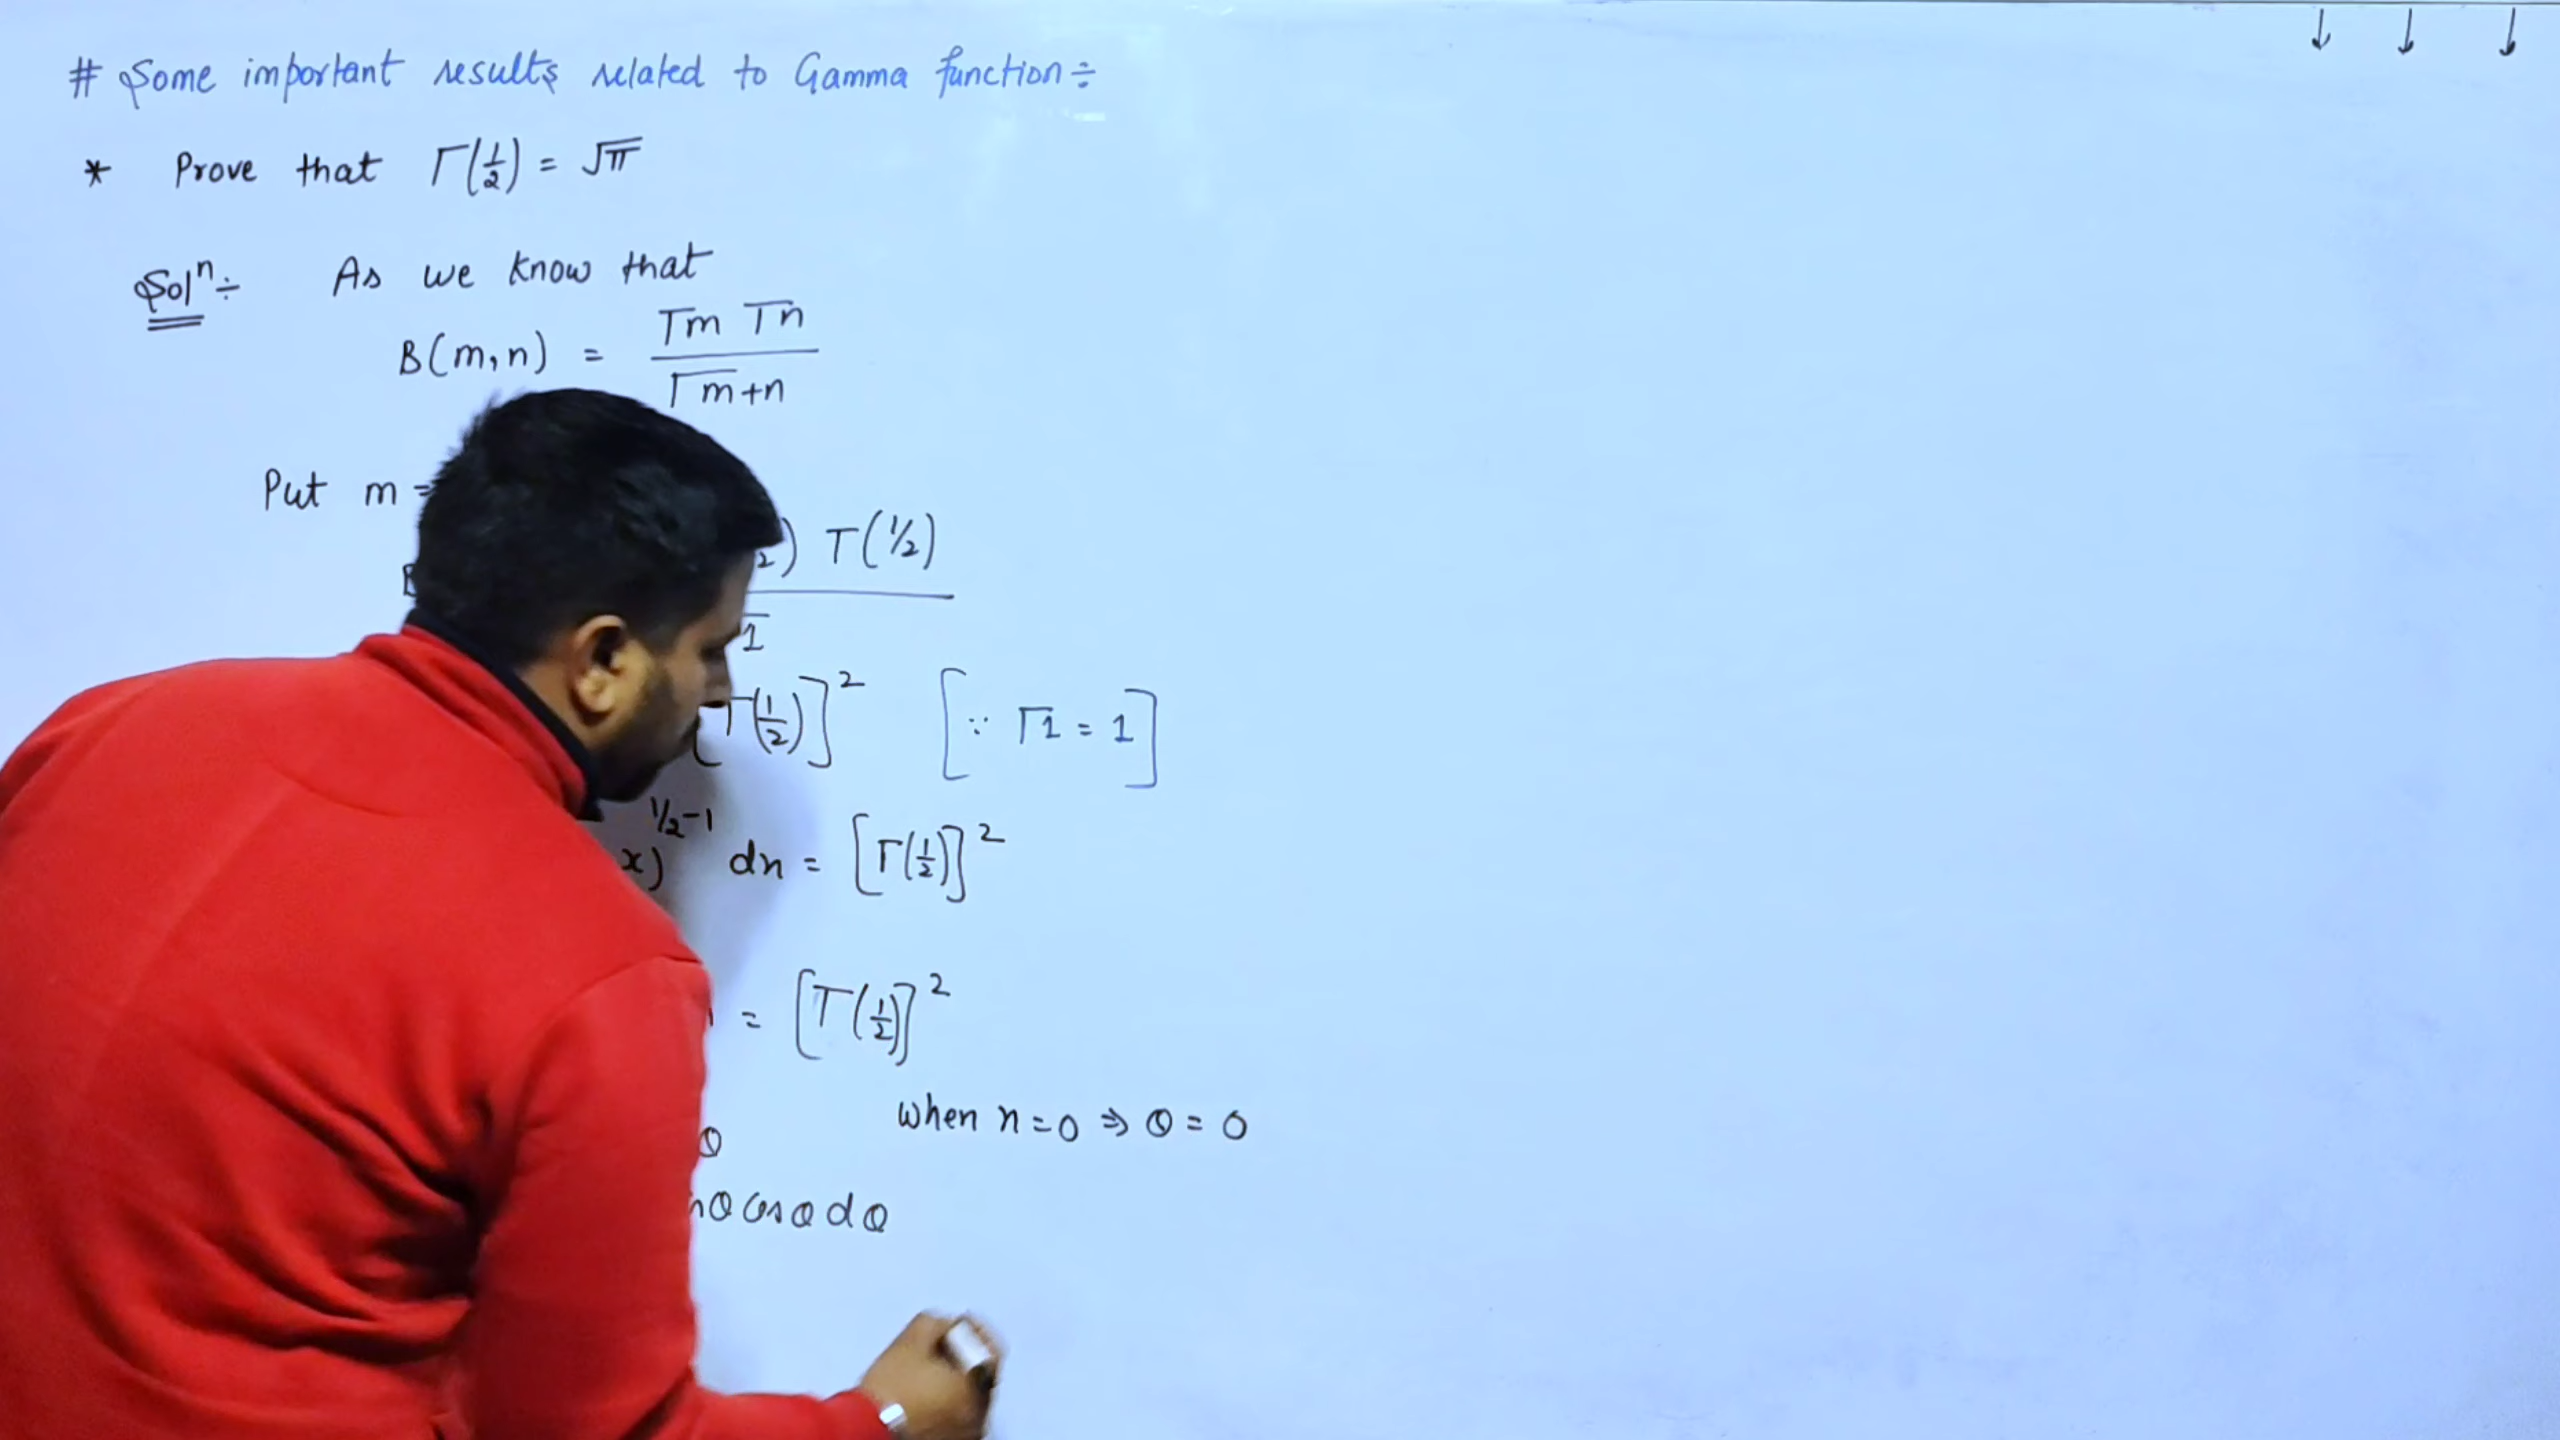 # Some important results related to Gamma function ÷
* Prove that Γ(1/2) = √π
Solⁿ ÷ As we know that
B(m,n) = Γm Γn / Γm+n
Put m =
2) Γ(1/2)
1
[Γ(1/2)]² [∵ Γ1 = 1]
x)^(1/2-1) dx = [Γ(1/2)]²
= [Γ(1/2)]²
θ when x = 0 ⇒ θ = 0
θ cosθ dθ